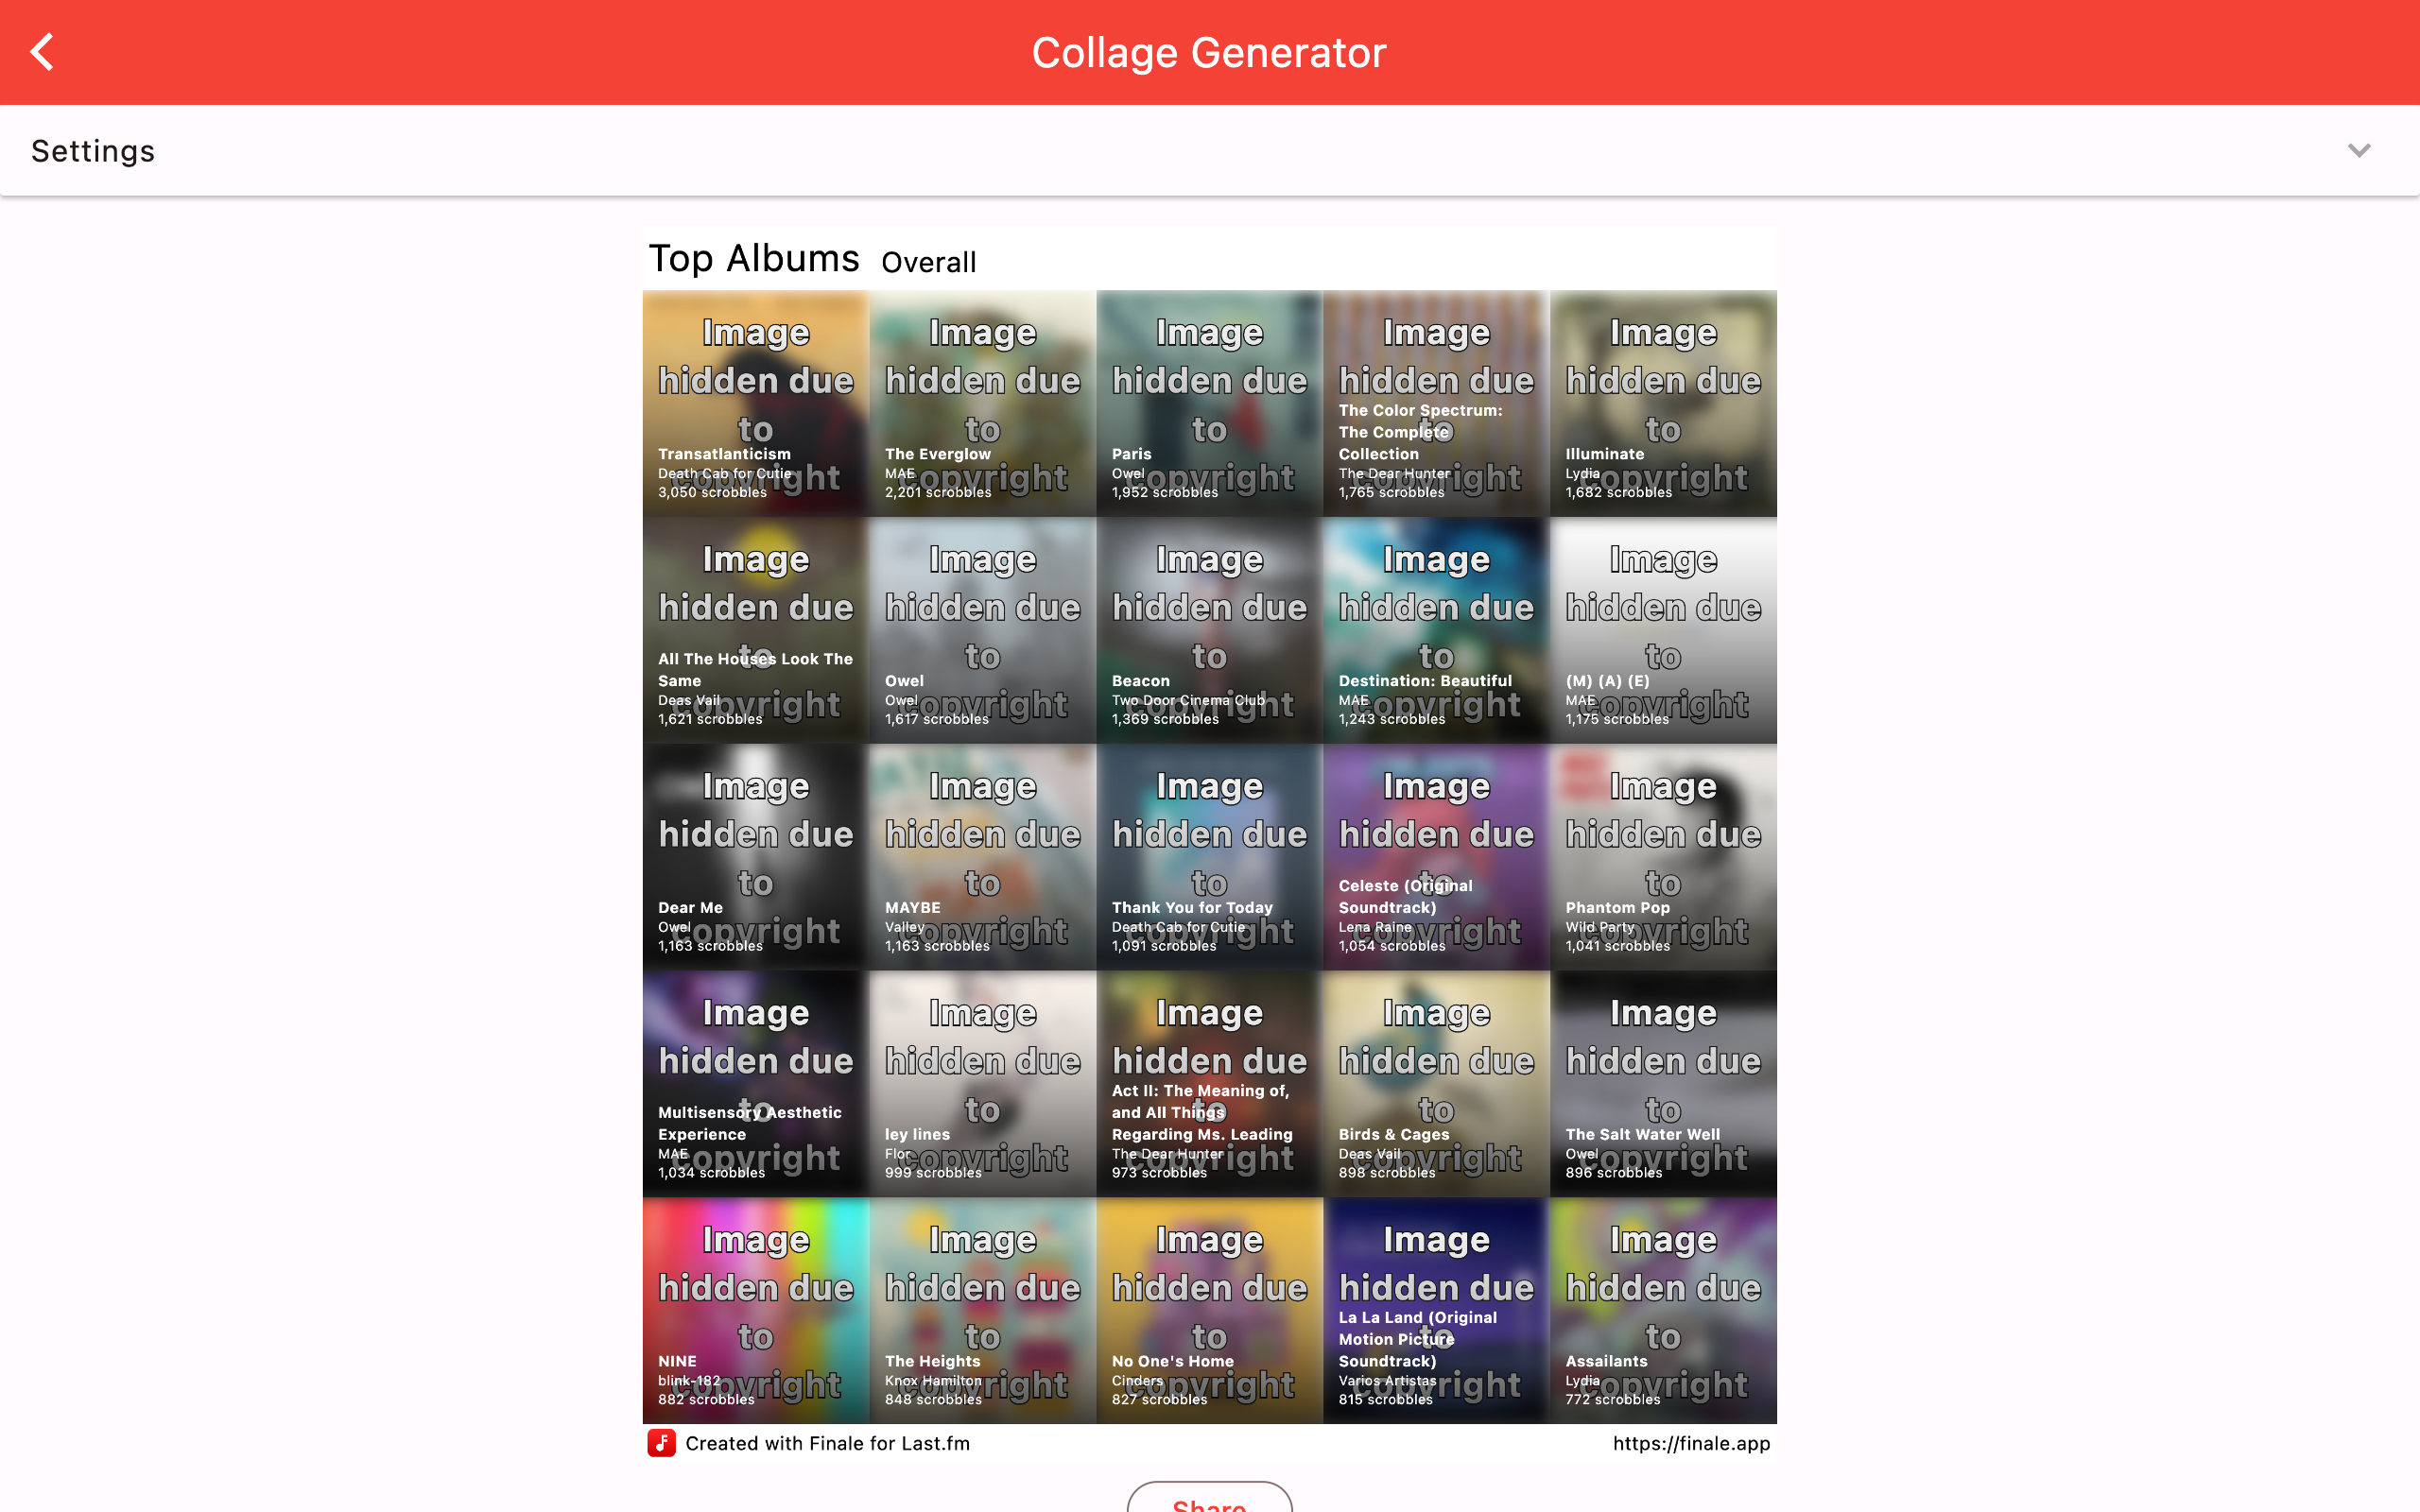 Collage Generator
Settings
Top Albums Overall
Image
hidden due
to
copyright
Transatlanticism
Death Cab for Cutie
3,050 scrobbles
Image
hidden due
to
copyright
The Everglow
MAE
2,201 scrobbles
Image
hidden due
to
copyright
Paris
Owel
1,952 scrobbles
Image
hidden due
to
copyright
The Color Spectrum:
The Complete
Collection
The Dear Hunter
1,765 scrobbles
Image
hidden due
to
copyright
Illuminate
Lydia
1,682 scrobbles
Image
hidden due
to
copyright
All The Houses Look The
Same
Deas Vail
1,621 scrobbles
Image
hidden due
to
copyright
Owel
Owel
1,617 scrobbles
Image
hidden due
to
copyright
Beacon
Two Door Cinema Club
1,369 scrobbles
Image
hidden due
to
copyright
Destination: Beautiful
MAE
1,243 scrobbles
Image
hidden due
to
copyright
(M) (A) (E)
MAE
1,175 scrobbles
Image
hidden due
to
copyright
Dear Me
Owel
1,163 scrobbles
Image
hidden due
to
copyright
MAYBE
Valley
1,163 scrobbles
Image
hidden due
to
copyright
Thank You for Today
Death Cab for Cutie
1,091 scrobbles
Image
hidden due
to
copyright
Celeste (Original
Soundtrack)
Lena Raine
1,054 scrobbles
Image
hidden due
to
copyright
Phantom Pop
Wild Party
1,041 scrobbles
Image
hidden due
to
copyright
Multisensory Aesthetic
Experience
MAE
1,034 scrobbles
Image
hidden due
to
copyright
ley lines
Flor
999 scrobbles
Image
hidden due
to
copyright
Act II: The Meaning of,
and All Things
Regarding Ms. Leading
The Dear Hunter
973 scrobbles
Image
hidden due
to
copyright
Birds & Cages
Deas Vail
898 scrobbles
Image
hidden due
to
copyright
The Salt Water Well
Owel
896 scrobbles
Image
hidden due
to
copyright
NINE
blink-182
882 scrobbles
Image
hidden due
to
copyright
The Heights
Knox Hamilton
848 scrobbles
Image
hidden due
to
copyright
No One's Home
Cinders
827 scrobbles
Image
hidden due
to
copyright
La La Land (Original
Motion Picture
Soundtrack)
Varios Artistas
815 scrobbles
Image
hidden due
to
copyright
Assailants
Lydia
772 scrobbles
Created with Finale for Last.fm
https://finale.app
Share